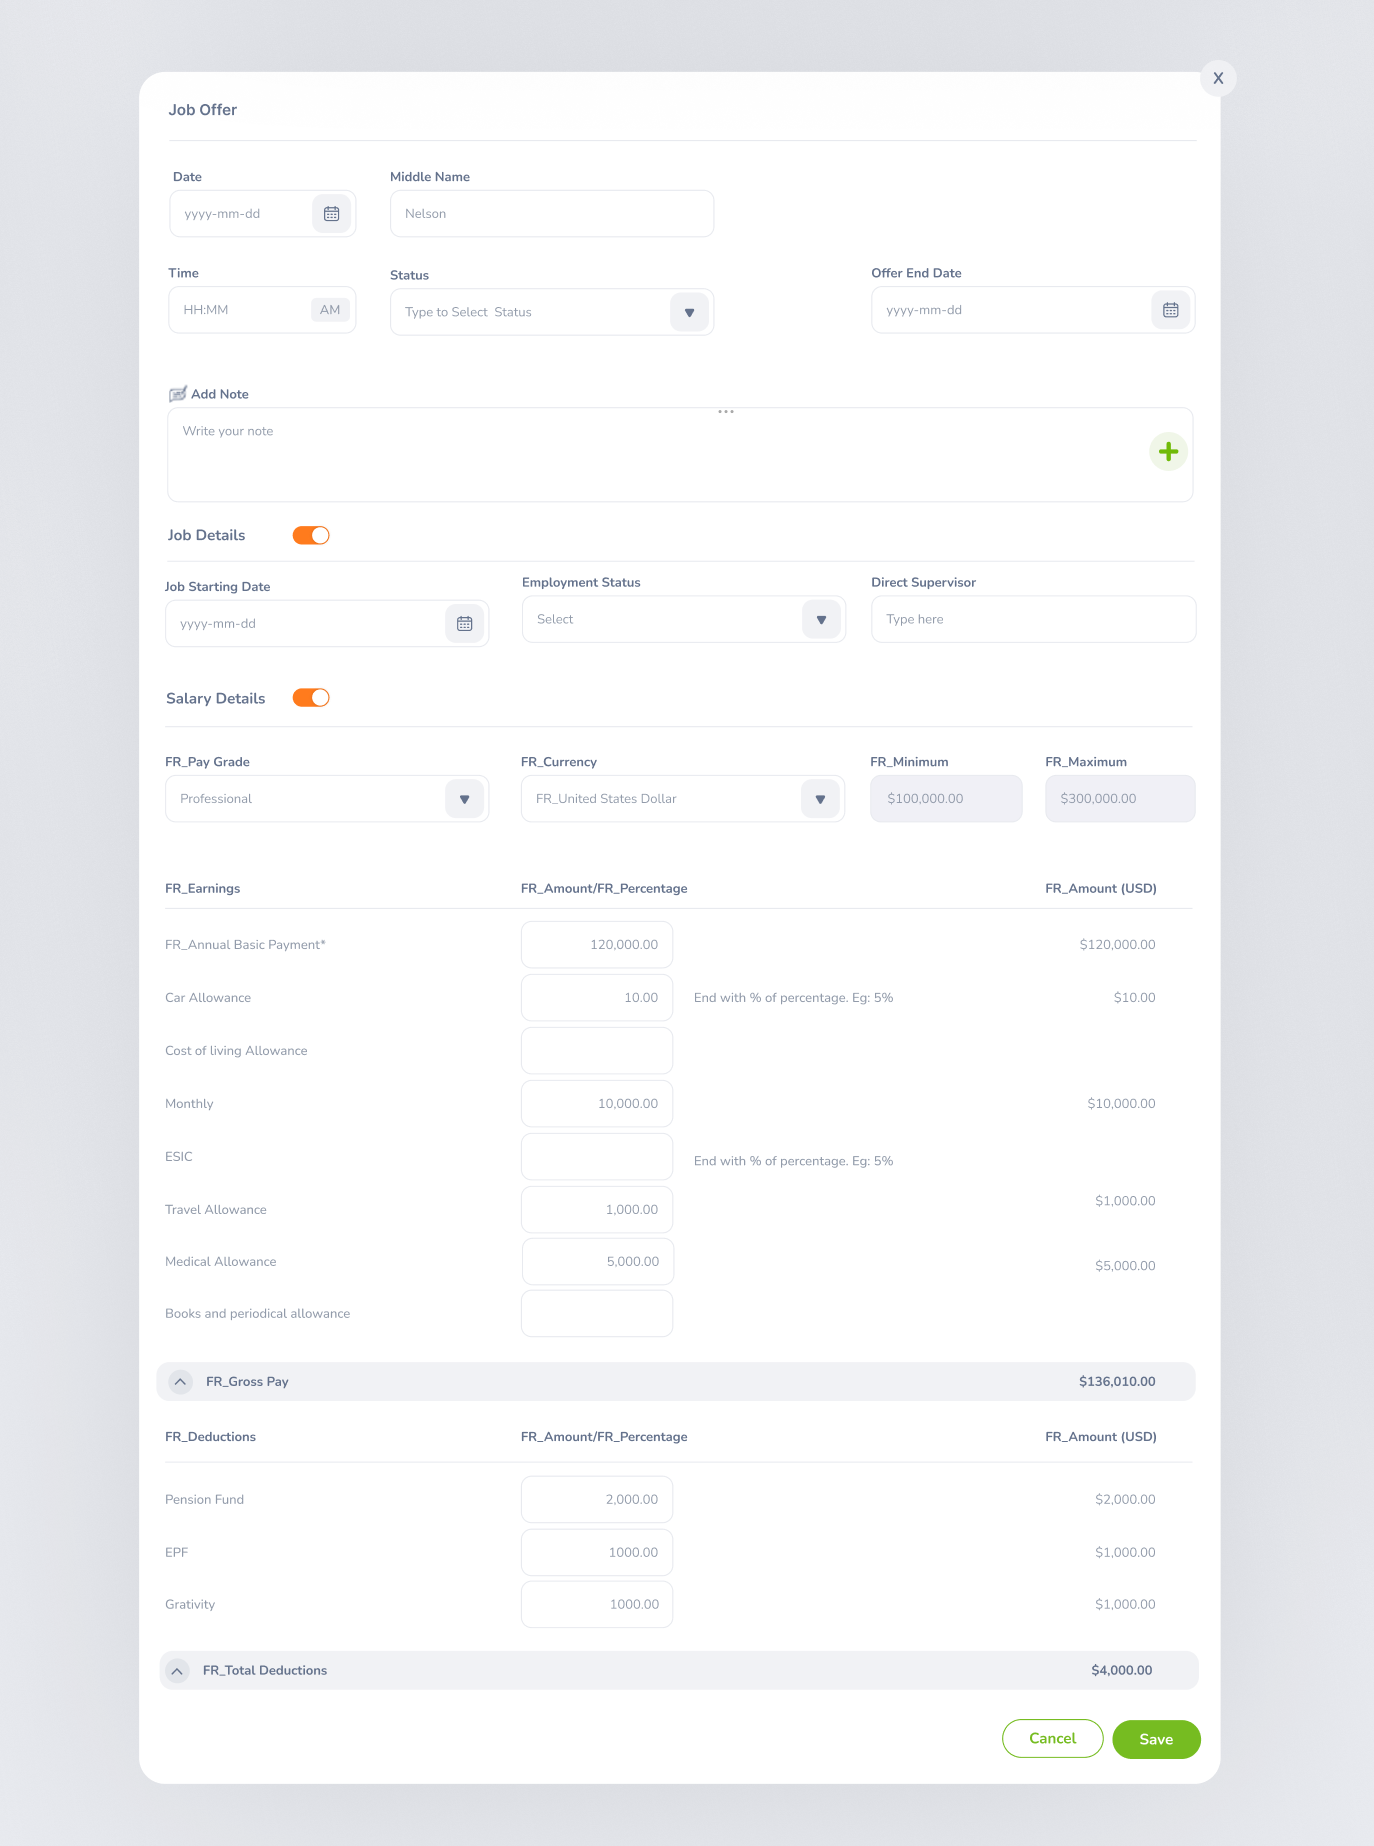 X
Job Offer
Date
Middle Name
yyyy-mm-dd
Nelson
Time
Status
Offer End Date
HH:MM AM
Type to Select Status
yyyy-mm-dd
Add Note
Write your note
Job Details
Job Starting Date
Employment Status
Direct Supervisor
yyyy-mm-dd
Select
Type here
Salary Details
FR_Pay Grade
FR_Currency
FR_Minimum
FR_Maximum
Professional
FR_United States Dollar
$100,000.00
$300,000.00
FR_Earnings FR_Amount/FR_Percentage FR_Amount (USD)
FR_Annual Basic Payment* 120,000.00 $120,000.00
Car Allowance 10.00 End with % of percentage. Eg: 5% $10.00
Cost of living Allowance
Monthly 10,000.00 $10,000.00
ESIC End with % of percentage. Eg: 5%
Travel Allowance 1,000.00 $1,000.00
Medical Allowance 5,000.00 $5,000.00
Books and periodical allowance
FR_Gross Pay $136,010.00
FR_Deductions FR_Amount/FR_Percentage FR_Amount (USD)
Pension Fund 2,000.00 $2,000.00
EPF 1000.00 $1,000.00
Grativity 1000.00 $1,000.00
FR_Total Deductions $4,000.00
Cancel
Save